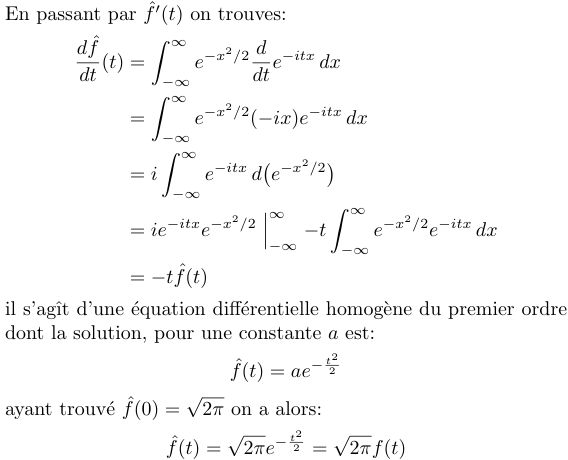 En passant par $\hat{f}'(t)$ on trouves:
$\frac{d\hat{f}}{dt}(t) = \int_{-\infty}^{\infty} e^{-x^2/2} \frac{d}{dt} e^{-itx} \, dx$
$= \int_{-\infty}^{\infty} e^{-x^2/2} (-ix) e^{-itx} \, dx$
$= i \int_{-\infty}^{\infty} e^{-itx} \, d\left(e^{-x^2/2}\right)$
$= i e^{-itx} e^{-x^2/2} \Big|_{-\infty}^{\infty} - t \int_{-\infty}^{\infty} e^{-x^2/2} e^{-itx} \, dx$
$= -t\hat{f}(t)$
il s'agît d'une équation différentielle homogène du premier ordre
dont la solution, pour une constante $a$ est:
$\hat{f}(t) = a e^{-\frac{t^2}{2}}$
ayant trouvé $\hat{f}(0) = \sqrt{2\pi}$ on a alors:
$\hat{f}(t) = \sqrt{2\pi} e^{-\frac{t^2}{2}} = \sqrt{2\pi} f(t)$